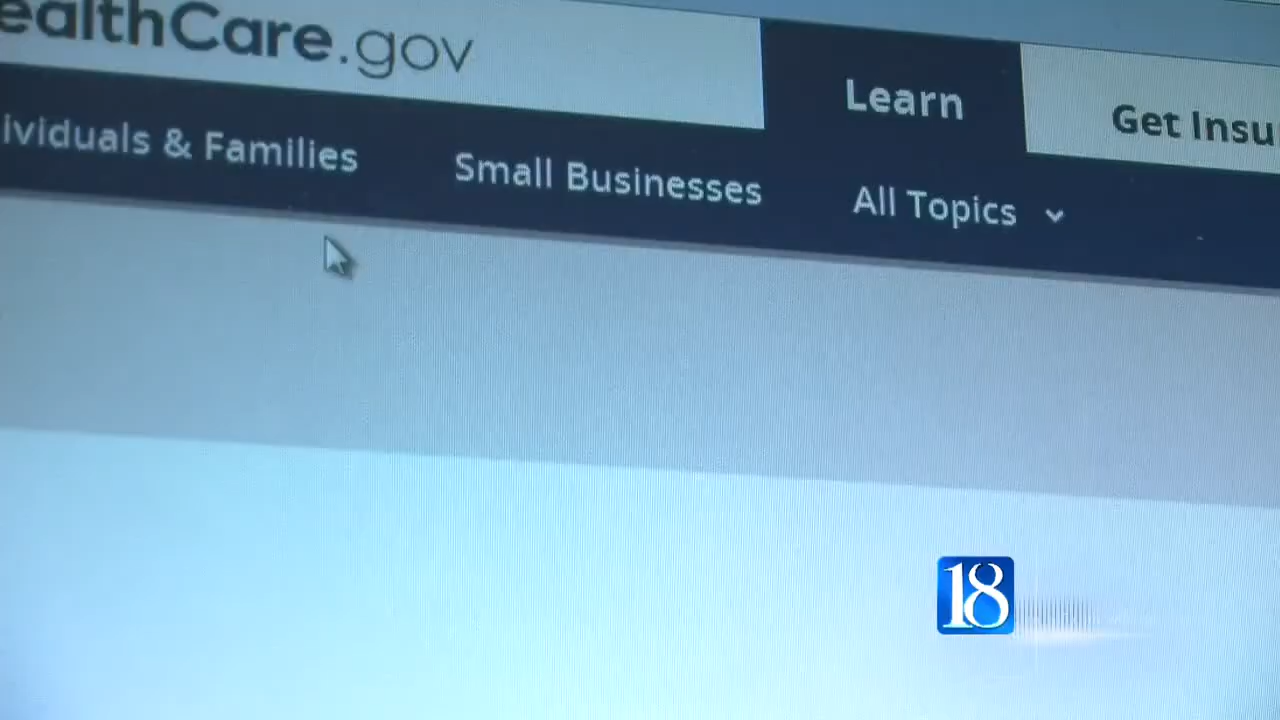 ealthCare.gov
Learn
Get Insu
ividuals & Families
Small Businesses
All Topics
18